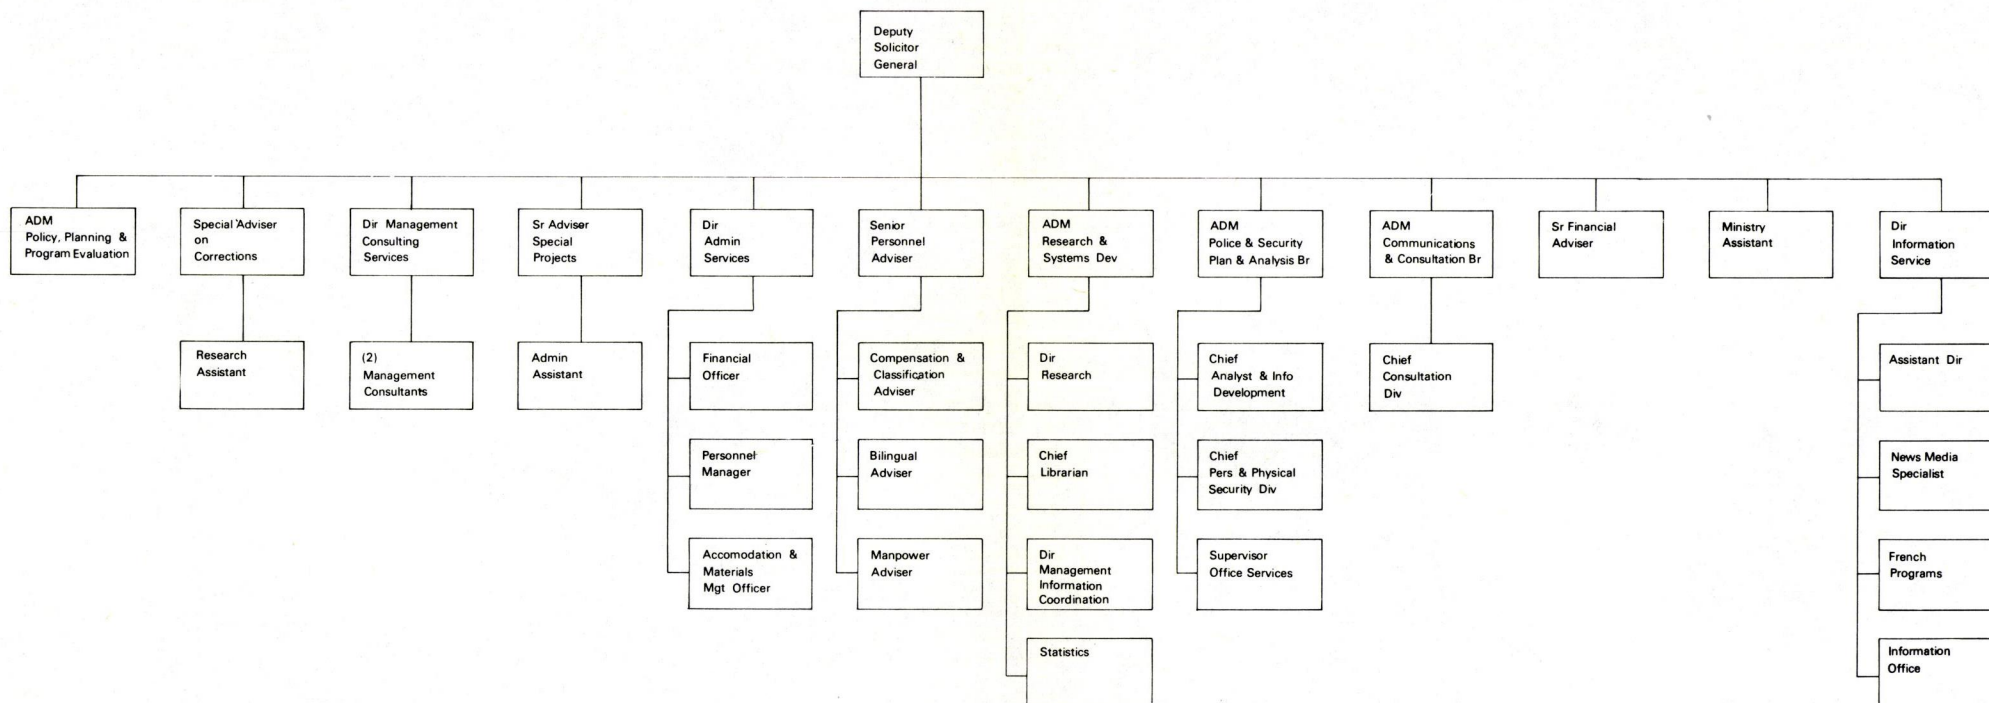 Deputy
Solicitor
General
ADM
Policy, Planning &
Program Evaluation
Special Adviser
on
Corrections
Dir Management
Consulting
Services
Sr Adviser
Special
Projects
Dir
Admin
Services
Senior
Personnel
Adviser
ADM
Research &
Systems Dev
ADM
Police & Security
Plan & Analysis Br
ADM
Communications
& Consultation Br
Sr Financial
Adviser
Ministry
Assistant
Dir
Information
Service
Research
Assistant
(2)
Management
Consultants
Admin
Assistant
Financial
Officer
Personnel
Manager
Accomodation &
Materials
Mgt Officer
Compensation &
Classification
Adviser
Bilingual
Adviser
Manpower
Adviser
Dir
Research
Chief
Librarian
Dir
Management
Information
Coordination
Statistics
Chief
Analyst & Info
Development
Chief
Pers & Physical
Security Div
Supervisor
Office Services
Chief
Consultation
Div
Assistant Dir
News Media
Specialist
French
Programs
Information
Office